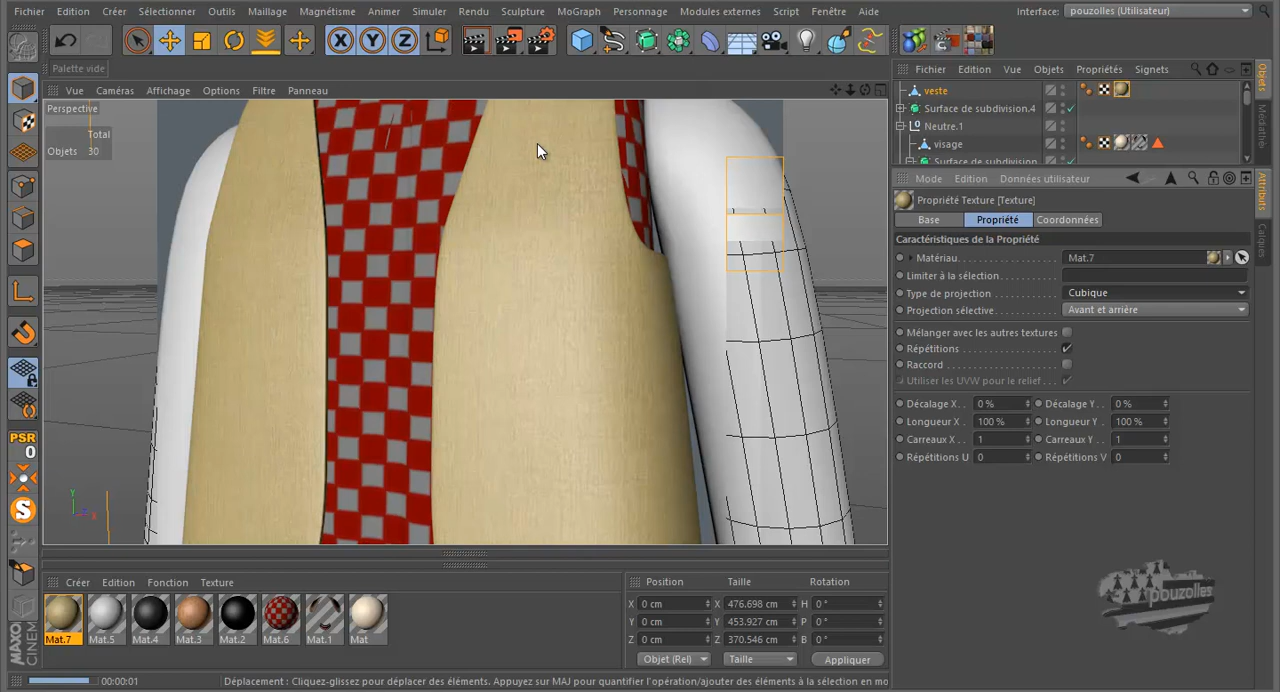 Fichier Edition Créer Sélectionner Outils Maillage Magnétisme Animer Simuler Rendu Sculpture MoGraph Personnage Modules externes Script Fenêtre Aide Interface: pouzolles (Utilisateur)
Palette vide
Vue Caméras Affichage Options Filtre Panneau
Perspective
Total
Objets 30
X Y Z
Fichier Edition Vue Objets Propriétés Signets
veste
Surface de subdivision.4
Neutre.1
visage
Surface de subdivision
Objets
Médiathè
Mode Edition Données utilisateur
Propriété Texture [Texture]
Base Propriété Coordonnées
Caractéristiques de la Propriété
Matériau Mat.7
Limiter à la sélection
Type de projection Cubique
Projection sélective Avant et arrière
Mélanger avec les autres textures
Répétitions
Raccord
Utiliser les UVW pour le relief
Décalage X 0 % Décalage Y 0 %
Longueur X 100 % Longueur Y 100 %
Carreaux X 1 Carreaux Y 1
Répétitions U 0 Répétitions V 0
Attributs
Calques
PSR
0
S
Y
X
Créer Edition Fonction Texture
Mat.7 Mat.5 Mat.4 Mat.3 Mat.2 Mat.6 Mat.1 Mat
Position Taille Rotation
X 0 cm X 476.698 cm H 0 °
Y 0 cm Y 453.927 cm P 0 °
Z 0 cm Z 370.546 cm B 0 °
Objet (Rel) Taille Appliquer
MAXO
CINEM
00:00:01 Déplacement : Cliquez-glissez pour déplacer des éléments. Appuyez sur MAJ pour quantifier l'opération/ajouter des éléments à la sélection en mo
pouzolles